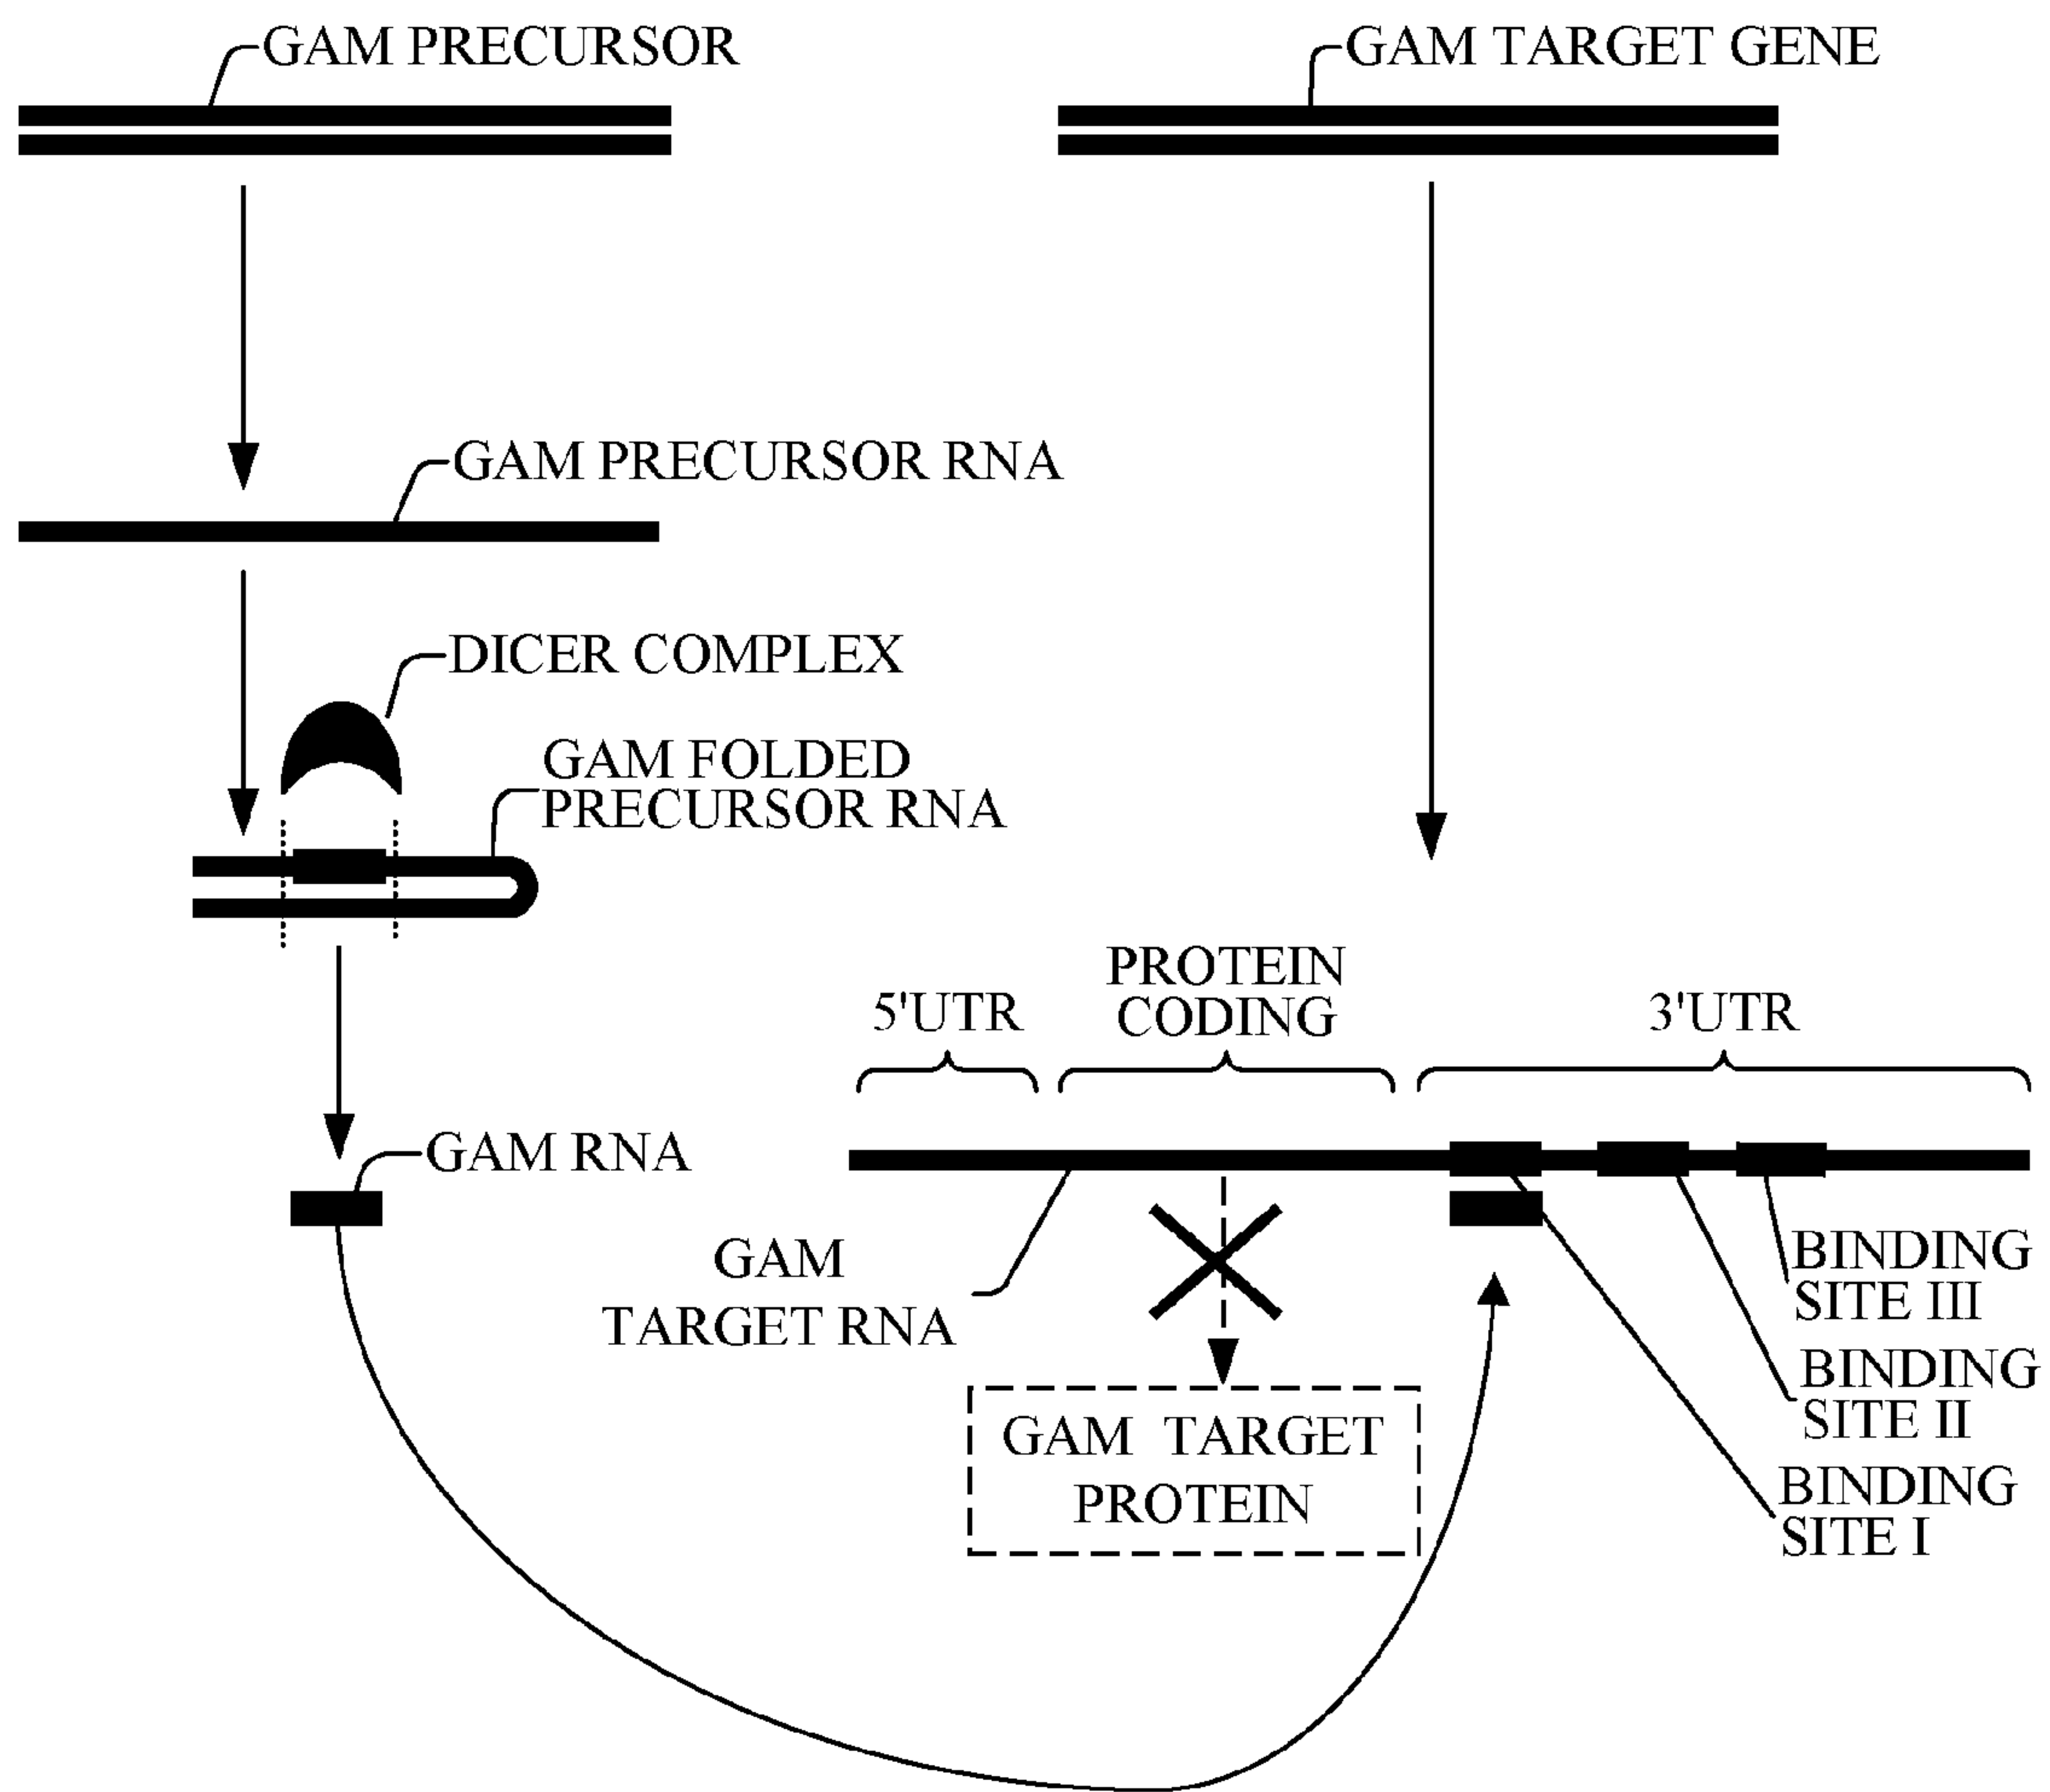 GAM PRECURSOR
GAM TARGET GENE
GAM PRECURSOR RNA
DICER COMPLEX
GAM FOLDED
PRECURSOR RNA
PROTEIN
CODING
5'UTR
3'UTR
GAM RNA
GAM
TARGET RNA
BINDING
SITE III
BINDING
SITE II
BINDING
SITE I
GAM TARGET
PROTEIN